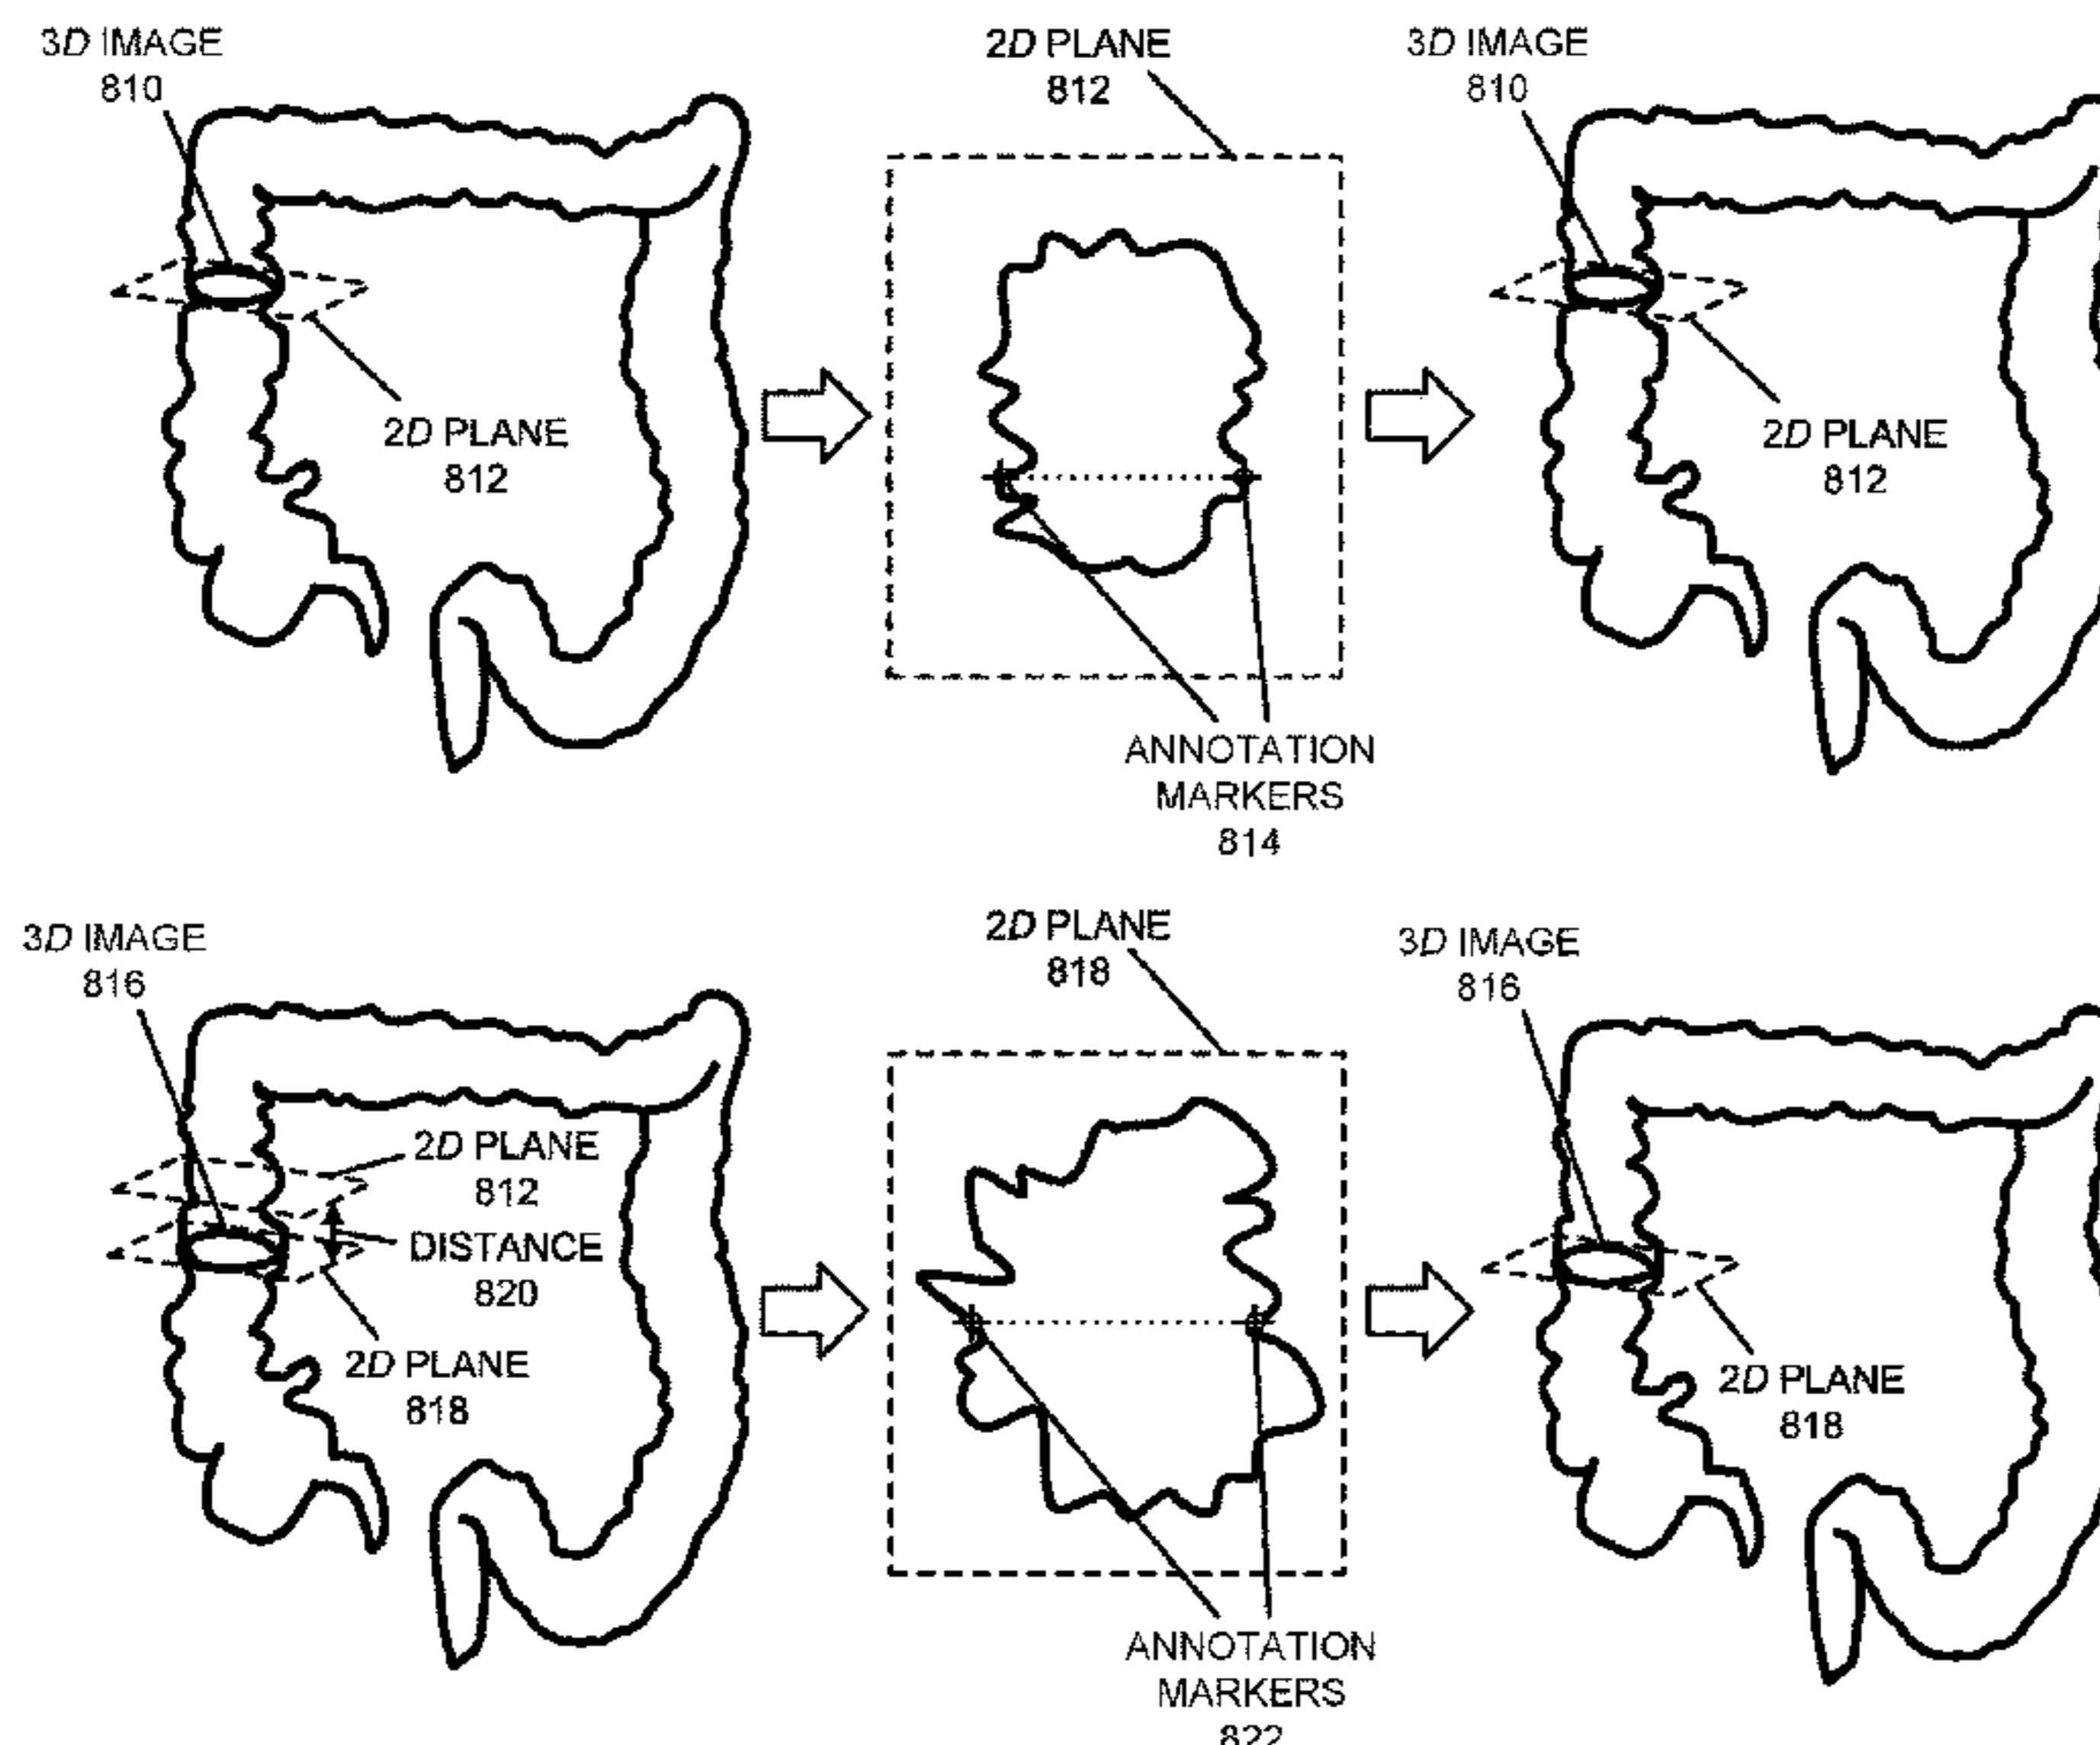 3D IMAGE
810
2D PLANE
812
2D PLANE
812
ANNOTATION
MARKERS
814
3D IMAGE
810
2D PLANE
812
3D IMAGE
816
2D PLANE
812
DISTANCE
820
2D PLANE
818
2D PLANE
818
ANNOTATION
MARKERS
822
3D IMAGE
816
2D PLANE
818